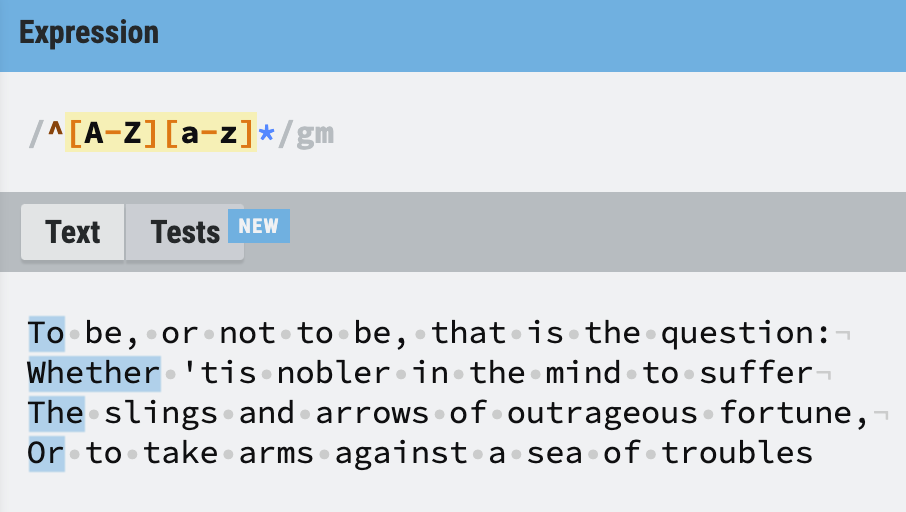 Expression
/^[A-Z][a-z]*/gm
Text Tests NEW
To·be,·or·not·to·be,·that·is·the·question:¬
Whether·'tis·nobler·in·the·mind·to·suffer¬
The·slings·and·arrows·of·outrageous·fortune,¬
Or·to·take·arms·against·a·sea·of·troubles